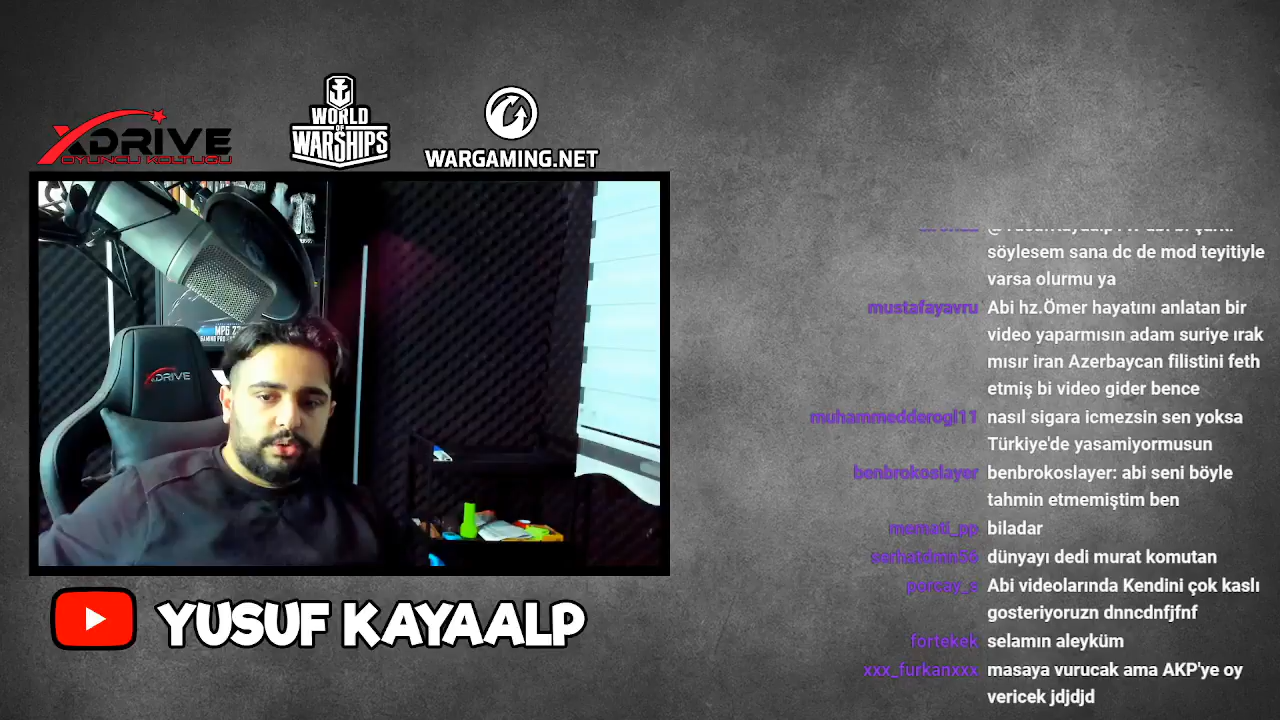 XDRIVE
OYUNCU KOLTUĞU
WORLD
OF
WARSHIPS
WARGAMING.NET
XDRIVE
söylesem sana dc de mod teyitiyle
varsa olurmu ya
mustafayavru Abi hz.Ömer hayatını anlatan bir
video yaparmısın adam suriye ırak
mısır iran Azerbaycan filistini feth
etmiş bi video gider bence
muhammedderogl11 nasıl sigara icmezsin sen yoksa
Türkiye'de yasamiyormusun
benbrokoslayer benbrokoslayer: abi seni böyle
tahmin etmemiştim ben
memati_pp biladar
serhatdmn56 dünyayı dedi murat komutan
porcay_s Abi videolarında Kendini çok kaslı
gosteriyoruzn dnncdnfjfnf
fortekek selamın aleyküm
xxx_furkanxxx masaya vurucak ama AKP'ye oy
vericek jdjdjd
YUSUF KAYAALP